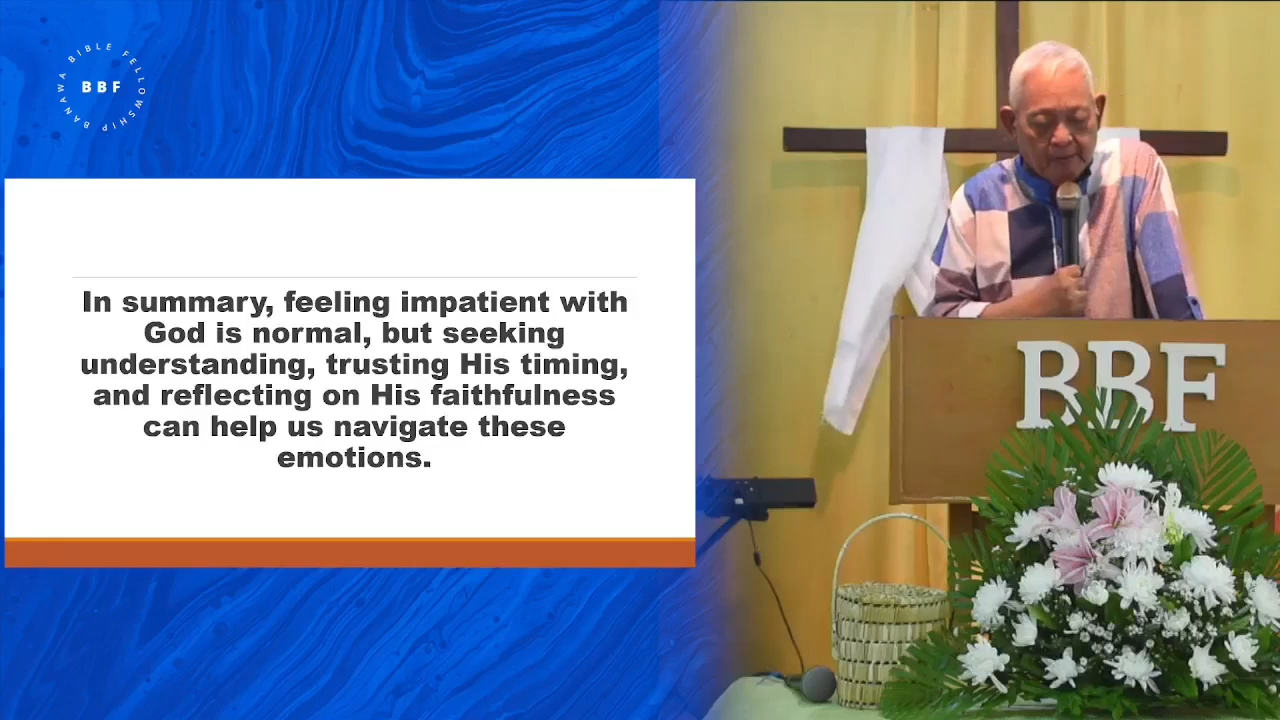 BANAWA BIBLE FELLOWSHIP
BBF
In summary, feeling impatient with
God is normal, but seeking
understanding, trusting His timing,
and reflecting on His faithfulness
can help us navigate these
emotions.
BBF